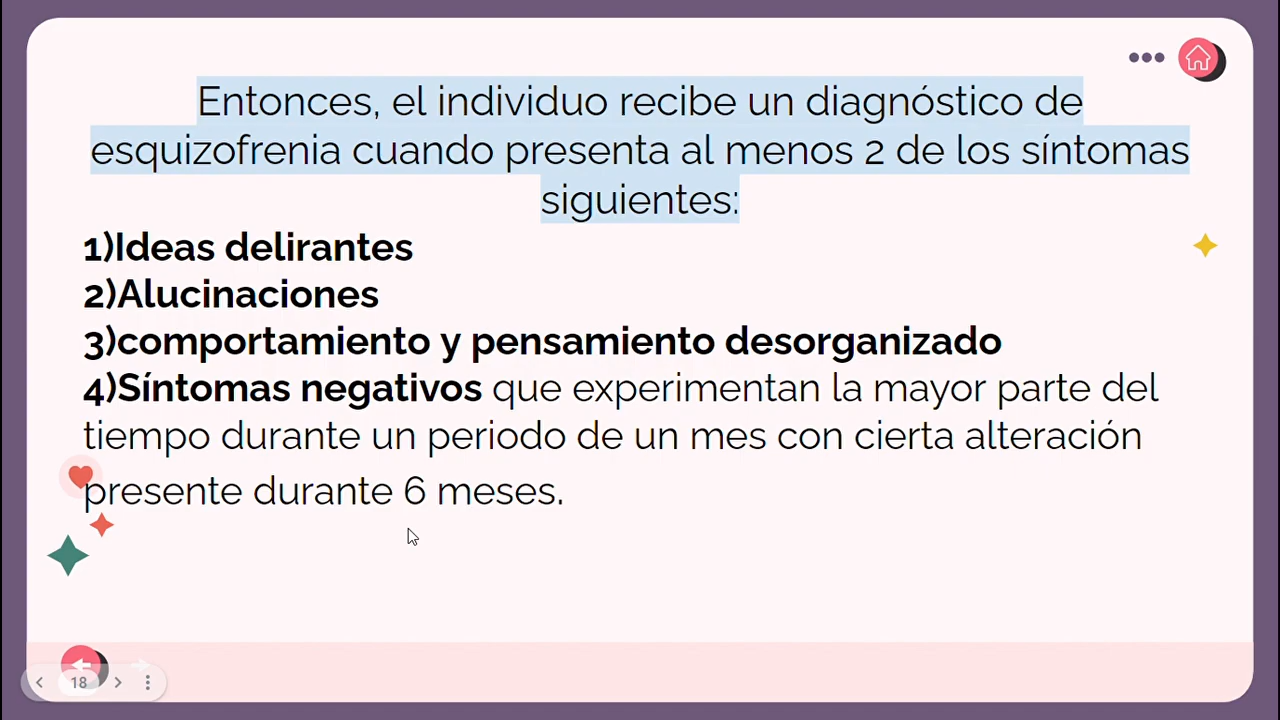 Entonces, el individuo recibe un diagnóstico de
esquizofrenia cuando presenta al menos 2 de los síntomas
siguientes:
1)Ideas delirantes
2)Alucinaciones
3)comportamiento y pensamiento desorganizado
4)Síntomas negativos que experimentan la mayor parte del
tiempo durante un periodo de un mes con cierta alteración
presente durante 6 meses.
18